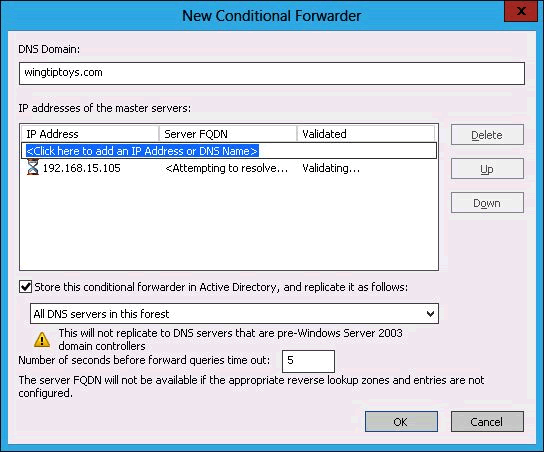 New Conditional Forwarder
x
DNS Domain:
wingtiptoys.com
IP addresses of the master servers:
IP Address Server FQDN Validated
<Click here to add an IP Address or DNS Name>
192.168.15.105 <Attempting to resolve... Validating...
Delete
Up
Down
Store this conditional forwarder in Active Directory, and replicate it as follows:
All DNS servers in this forest
This will not replicate to DNS servers that are pre-Windows Server 2003
domain controllers
Number of seconds before forward queries time out: 5
The server FQDN will not be available if the appropriate reverse lookup zones and entries are not
configured.
OK Cancel